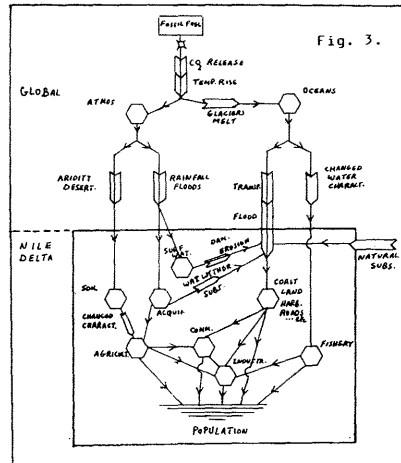 Fossil Fuel
Fig. 3.
CO2 RELEASE
TEMP. RISE
GLOBAL
ATMOS
OCEANS
GLACIERS
MELT
ARIDITY
DESERT.
RAINFALL
FLOODS
TRANSP.
CHANGED
WATER
CHARACT.
FLOOD
NILE
DELTA
SURF
WAT.
DAM.
EROSION
WAT WITHDR
SUBS.
NATURAL
SUBS.
SOIL
ACQUIF.
COAST
LAND
HARB.
ROADS
... etc
CHANGED
CHARACT.
COMM.
AGRICULT
INDUSTR.
FISHERY
POPULATION